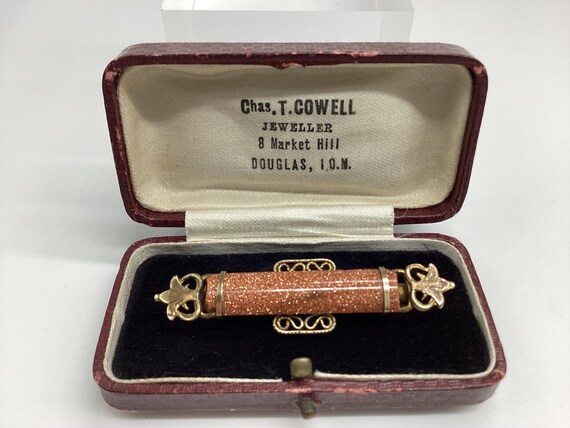 Chas. T. COWELL
JEWELLER
8 Market Hill
DOUGLAS, I.O.M.